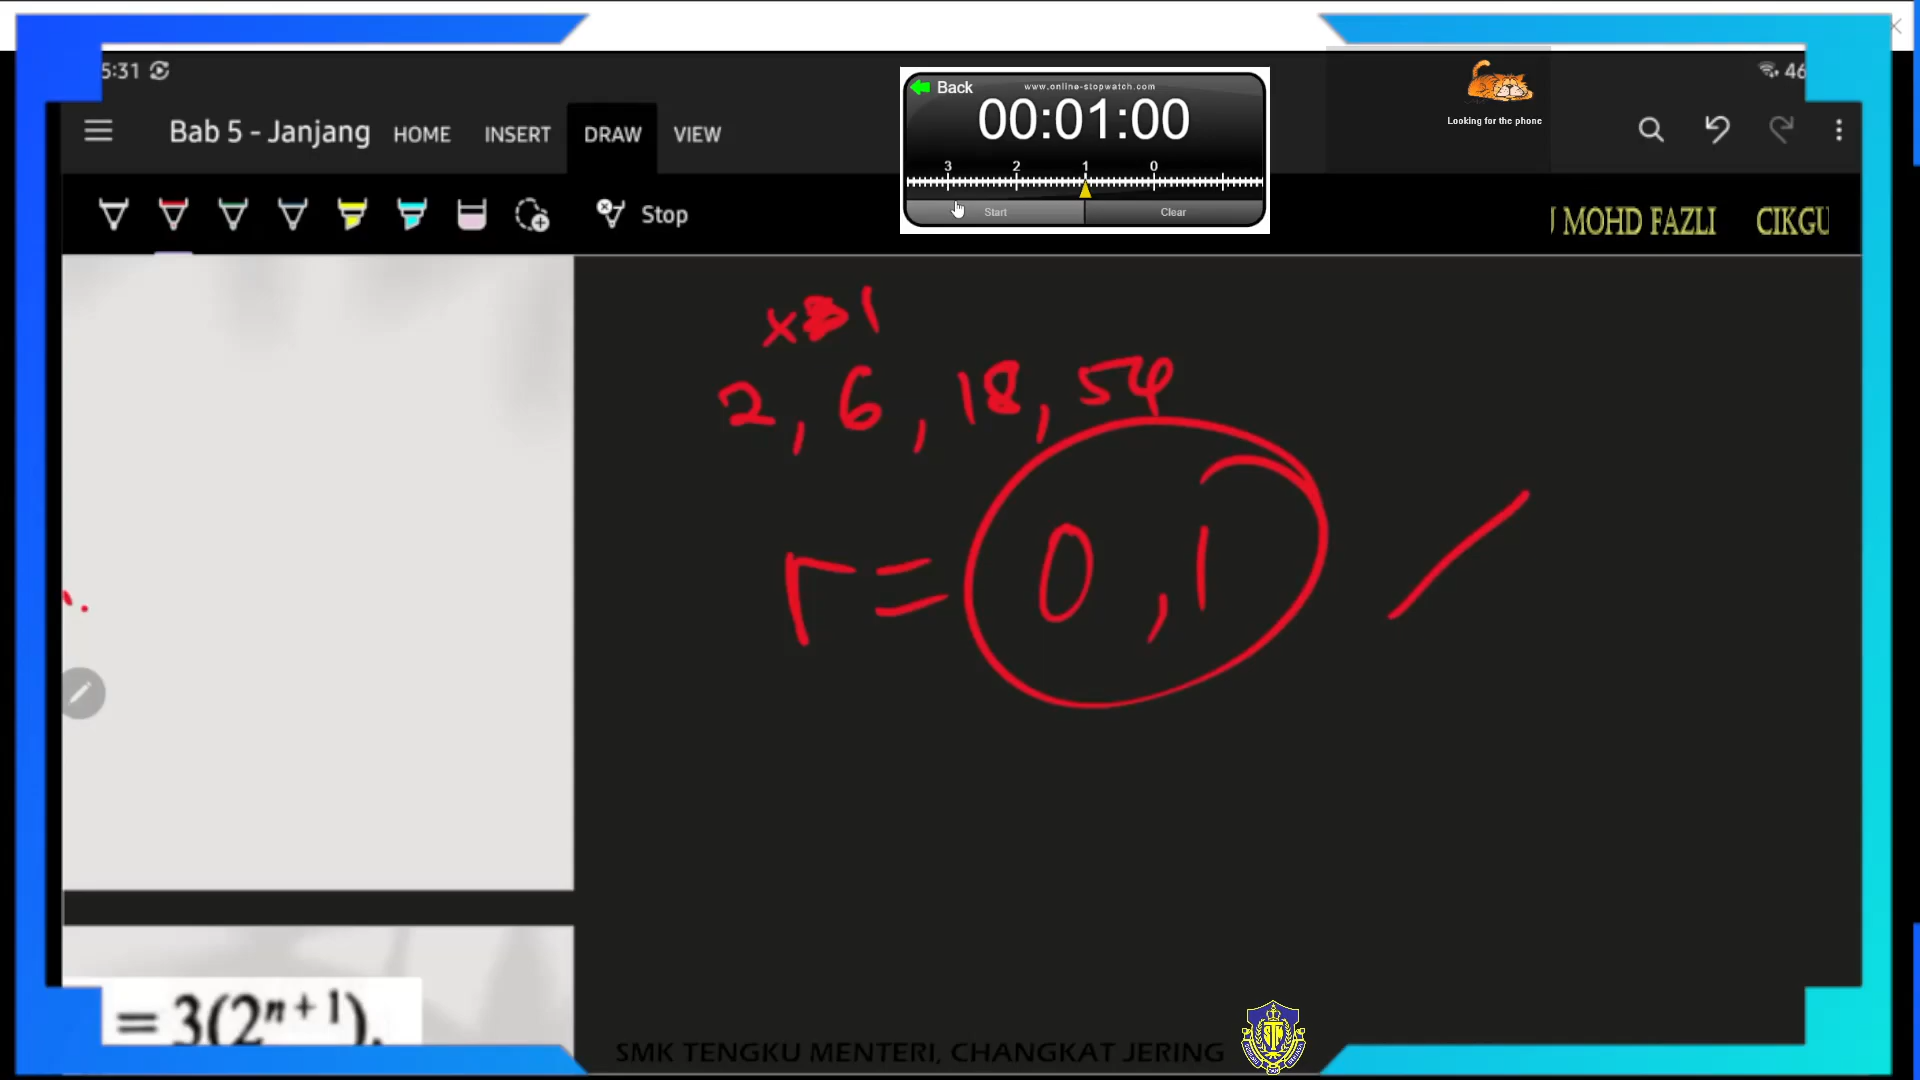 5:31
46
Back
www.online-stopwatch.com
00:01:00
3 2 1 0
Start Clear
Looking for the phone
Bab 5 - Janjang HOME INSERT DRAW VIEW
Stop
MOHD FAZLI CIKGU
x 1
2, 6, 18, 54
r = 0, 1
= 3(2ⁿ⁺¹).
SMK TENGKU MENTERI, CHANGKAT JERING